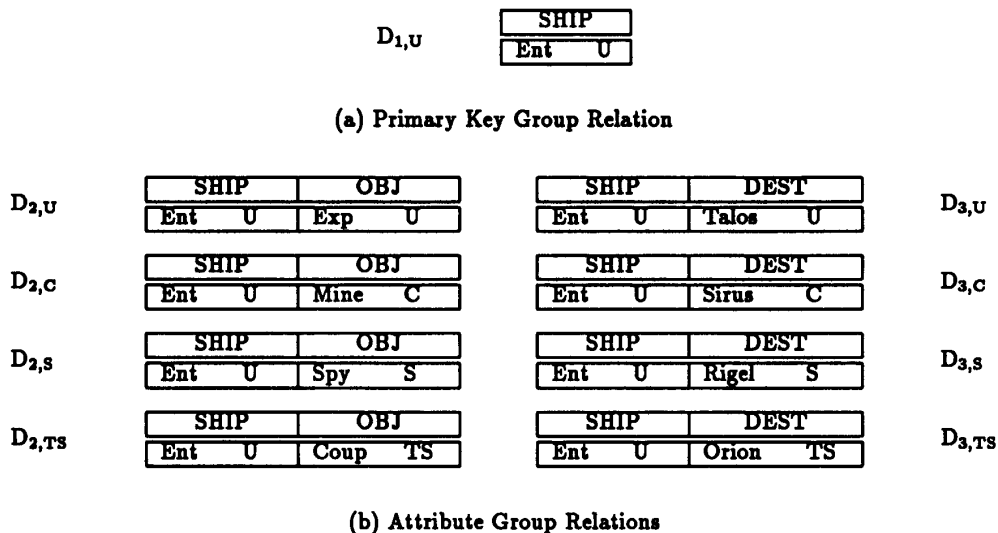 SHIP
D1,U Ent U
(a) Primary Key Group Relation
SHIP OBJ SHIP DEST
D2,U Ent U Exp U Ent U Talos U D3,U
SHIP OBJ SHIP DEST
D2,C Ent U Mine C Ent U Sirus C D3,C
SHIP OBJ SHIP DEST
D2,S Ent U Spy S Ent U Rigel S D3,S
SHIP OBJ SHIP DEST
D2,TS Ent U Coup TS Ent U Orion TS D3,TS
(b) Attribute Group Relations